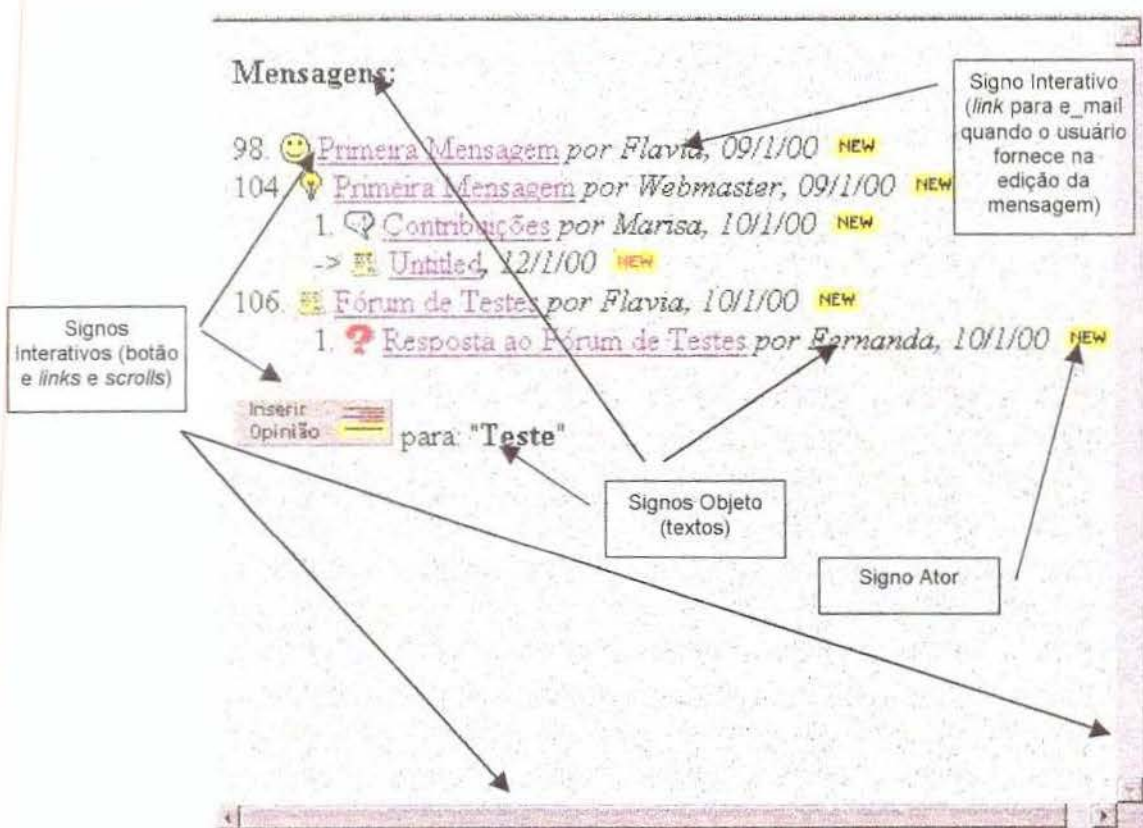 Mensagens:
98. Primeira Mensagem por Flavia, 09/1/00 NEW
104. Primeira Mensagem por Webmaster, 09/1/00 NEW
1. Contribuições por Marisa, 10/1/00 NEW
-> Untitled, 12/1/00 NEW
106. Fórum de Testes por Flavia, 10/1/00 NEW
1. Resposta ao Fórum de Testes por Fernanda, 10/1/00 NEW
Inserir
Opinião
para: "Teste"
Signo Interativo
(link para e_mail
quando o usuário
fornece na
edição da
mensagem)
Signos
Interativos (botão
e links e scrolls)
Signos Objeto
(textos)
Signo Ator